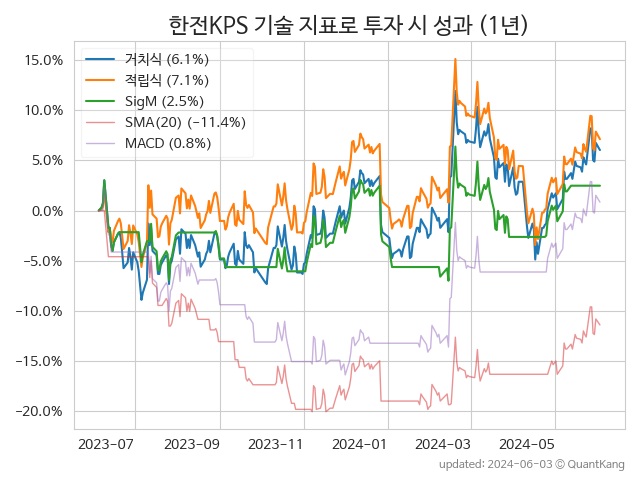 한전KPS 기술 지표로 투자 시 성과 (1년)
거치식 (6.1%)
적립식 (7.1%)
SigM (2.5%)
SMA(20) (−11.4%)
MACD (0.8%)
15.0%
10.0%
5.0%
0.0%
−5.0%
−10.0%
−15.0%
−20.0%
2023-07 2023-09 2023-11 2024-01 2024-03 2024-05
updated: 2024-06-03 © QuantKang